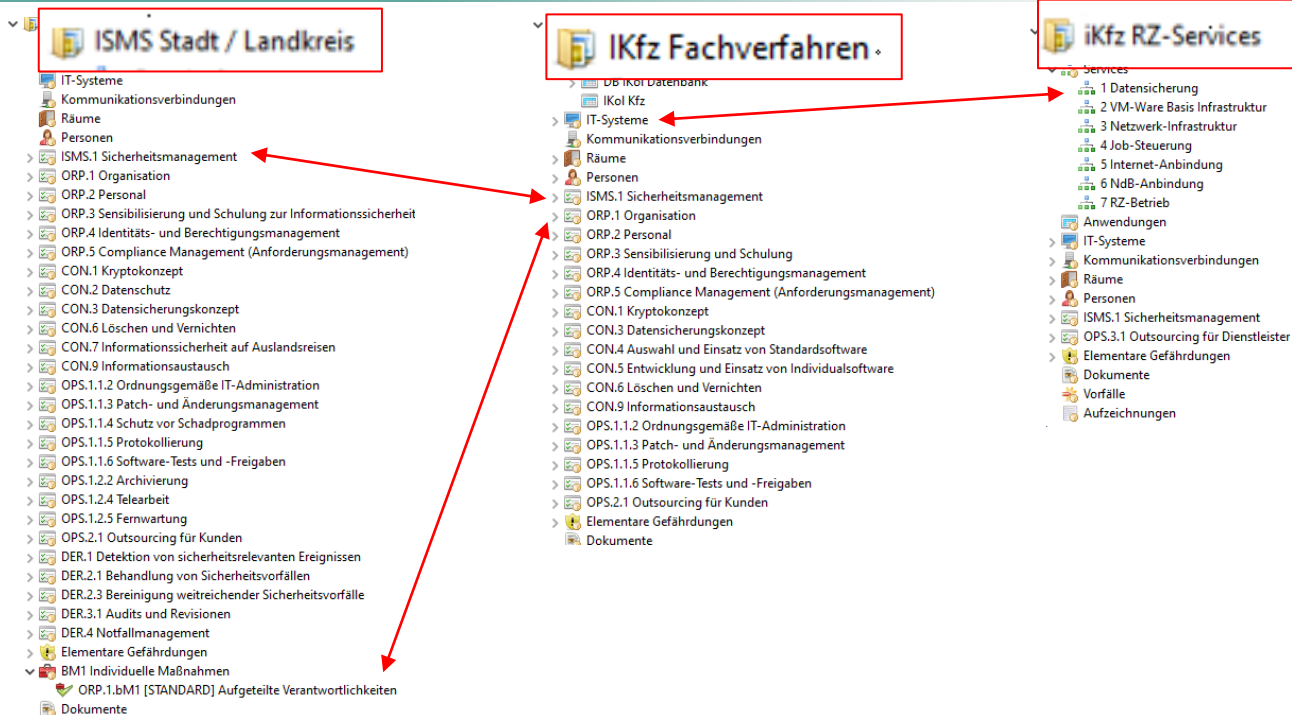 ISMS Stadt / Landkreis
IT-Systeme
Kommunikationsverbindungen
Räume
Personen
ISMS.1 Sicherheitsmanagement
ORP.1 Organisation
ORP.2 Personal
ORP.3 Sensibilisierung und Schulung zur Informationssicherheit
ORP.4 Identitäts- und Berechtigungsmanagement
ORP.5 Compliance Management (Anforderungsmanagement)
CON.1 Kryptokonzept
CON.2 Datenschutz
CON.3 Datensicherungskonzept
CON.6 Löschen und Vernichten
CON.7 Informationssicherheit auf Auslandsreisen
CON.9 Informationsaustausch
OPS.1.1.2 Ordnungsgemäße IT-Administration
OPS.1.1.3 Patch- und Änderungsmanagement
OPS.1.1.4 Schutz vor Schadprogrammen
OPS.1.1.5 Protokollierung
OPS.1.1.6 Software-Tests und -Freigaben
OPS.1.2.2 Archivierung
OPS.1.2.4 Telearbeit
OPS.1.2.5 Fernwartung
OPS.2.1 Outsourcing für Kunden
DER.1 Detektion von sicherheitsrelevanten Ereignissen
DER.2.1 Behandlung von Sicherheitsvorfällen
DER.2.3 Bereinigung weitreichender Sicherheitsvorfälle
DER.3.1 Audits und Revisionen
DER.4 Notfallmanagement
Elementare Gefährdungen
BM1 Individuelle Maßnahmen
ORP.1.bM1 [STANDARD] Aufgeteilte Verantwortlichkeiten
Dokumente
IKfz Fachverfahren
DB IKol Datenbank
IKol Kfz
IT-Systeme
Kommunikationsverbindungen
Räume
Personen
ISMS.1 Sicherheitsmanagement
ORP.1 Organisation
ORP.2 Personal
ORP.3 Sensibilisierung und Schulung
ORP.4 Identitäts- und Berechtigungsmanagement
ORP.5 Compliance Management (Anforderungsmanagement)
CON.1 Kryptokonzept
CON.3 Datensicherungskonzept
CON.4 Auswahl und Einsatz von Standardsoftware
CON.5 Entwicklung und Einsatz von Individualsoftware
CON.6 Löschen und Vernichten
CON.9 Informationsaustausch
OPS.1.1.2 Ordnungsgemäße IT-Administration
OPS.1.1.3 Patch- und Änderungsmanagement
OPS.1.1.5 Protokollierung
OPS.1.1.6 Software-Tests und -Freigaben
OPS.2.1 Outsourcing für Kunden
Elementare Gefährdungen
Dokumente
iKfz RZ-Services
Services
1 Datensicherung
2 VM-Ware Basis Infrastruktur
3 Netzwerk-Infrastruktur
4 Job-Steuerung
5 Internet-Anbindung
6 NdB-Anbindung
7 RZ-Betrieb
Anwendungen
IT-Systeme
Kommunikationsverbindungen
Räume
Personen
ISMS.1 Sicherheitsmanagement
OPS.3.1 Outsourcing für Dienstleister
Elementare Gefährdungen
Dokumente
Vorfälle
Aufzeichnungen